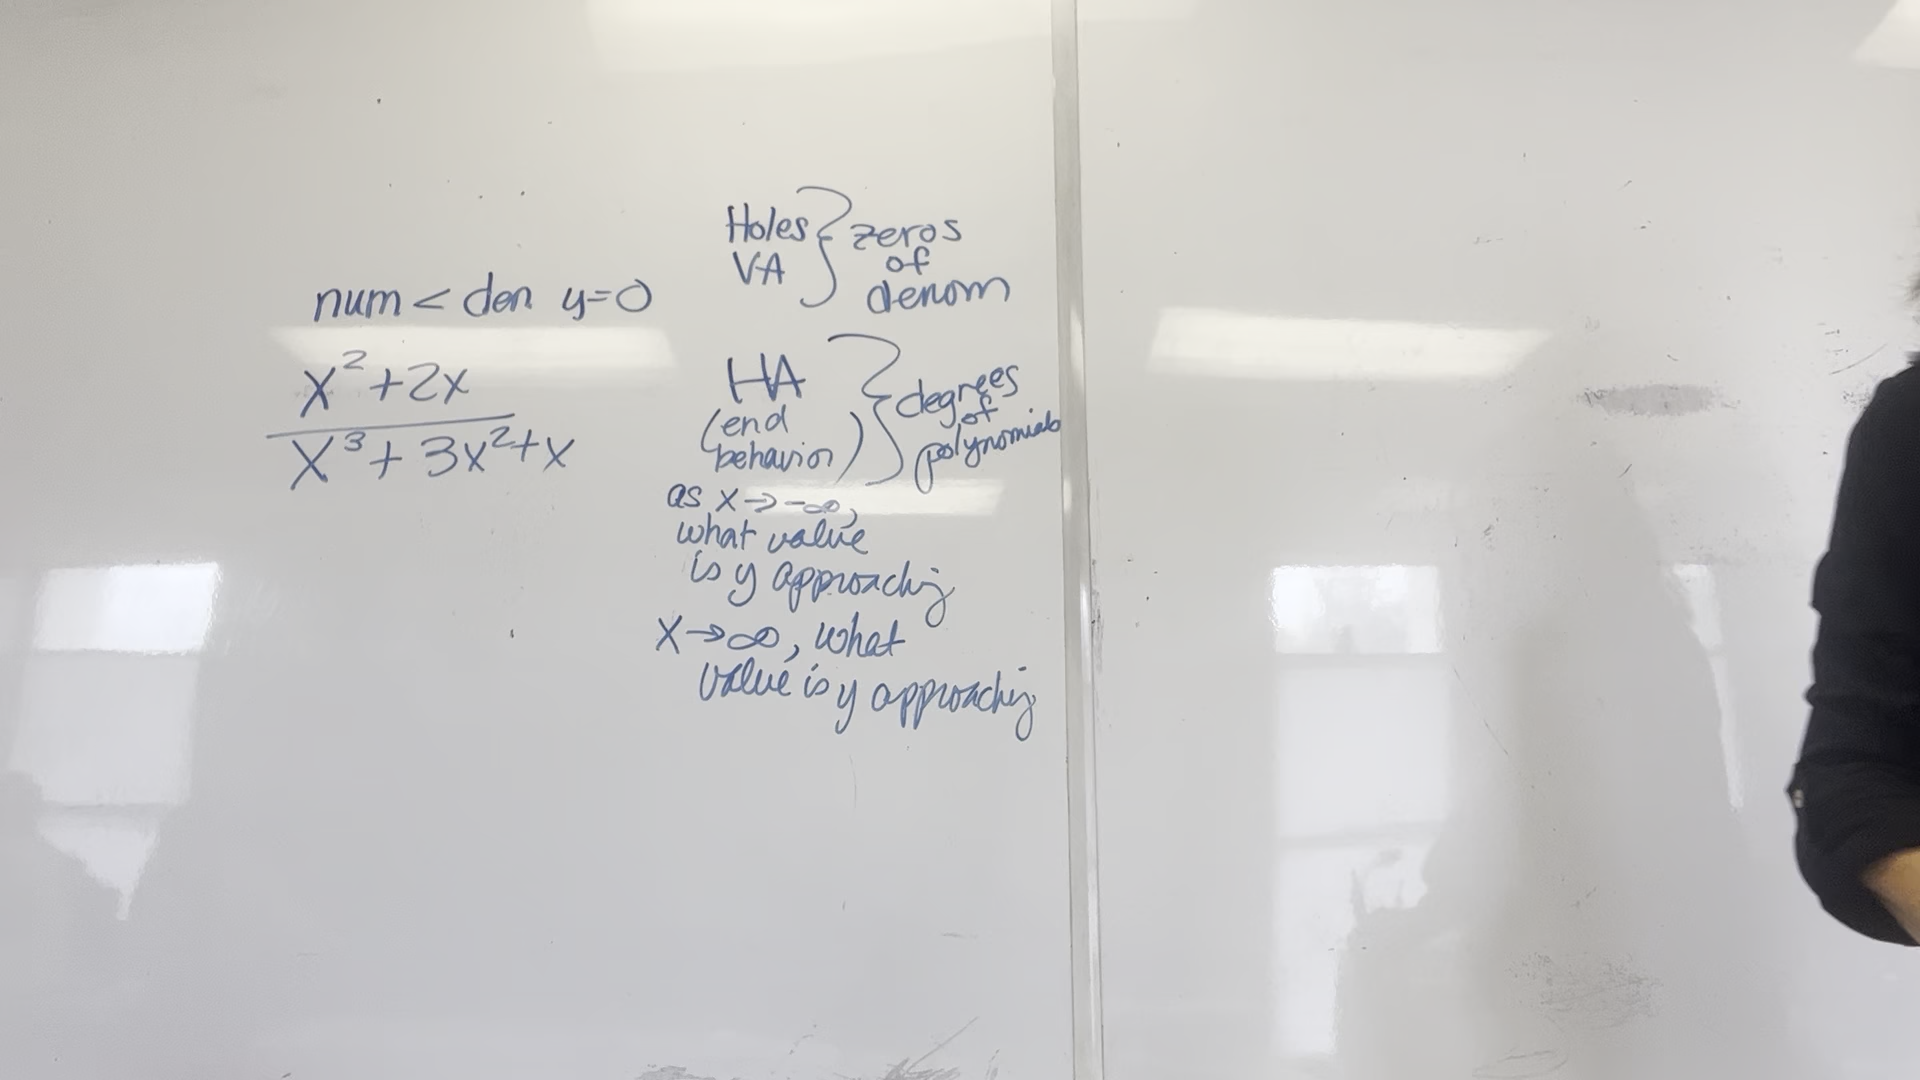 num < den y=0
x²+2x
x³+3x²+x
Holes
VA
zeros
of
denom
HA
(end
behavior)
degrees
of
polynomials
as x→-∞,
what value
is y approaching
x→∞, what
value is y approaching